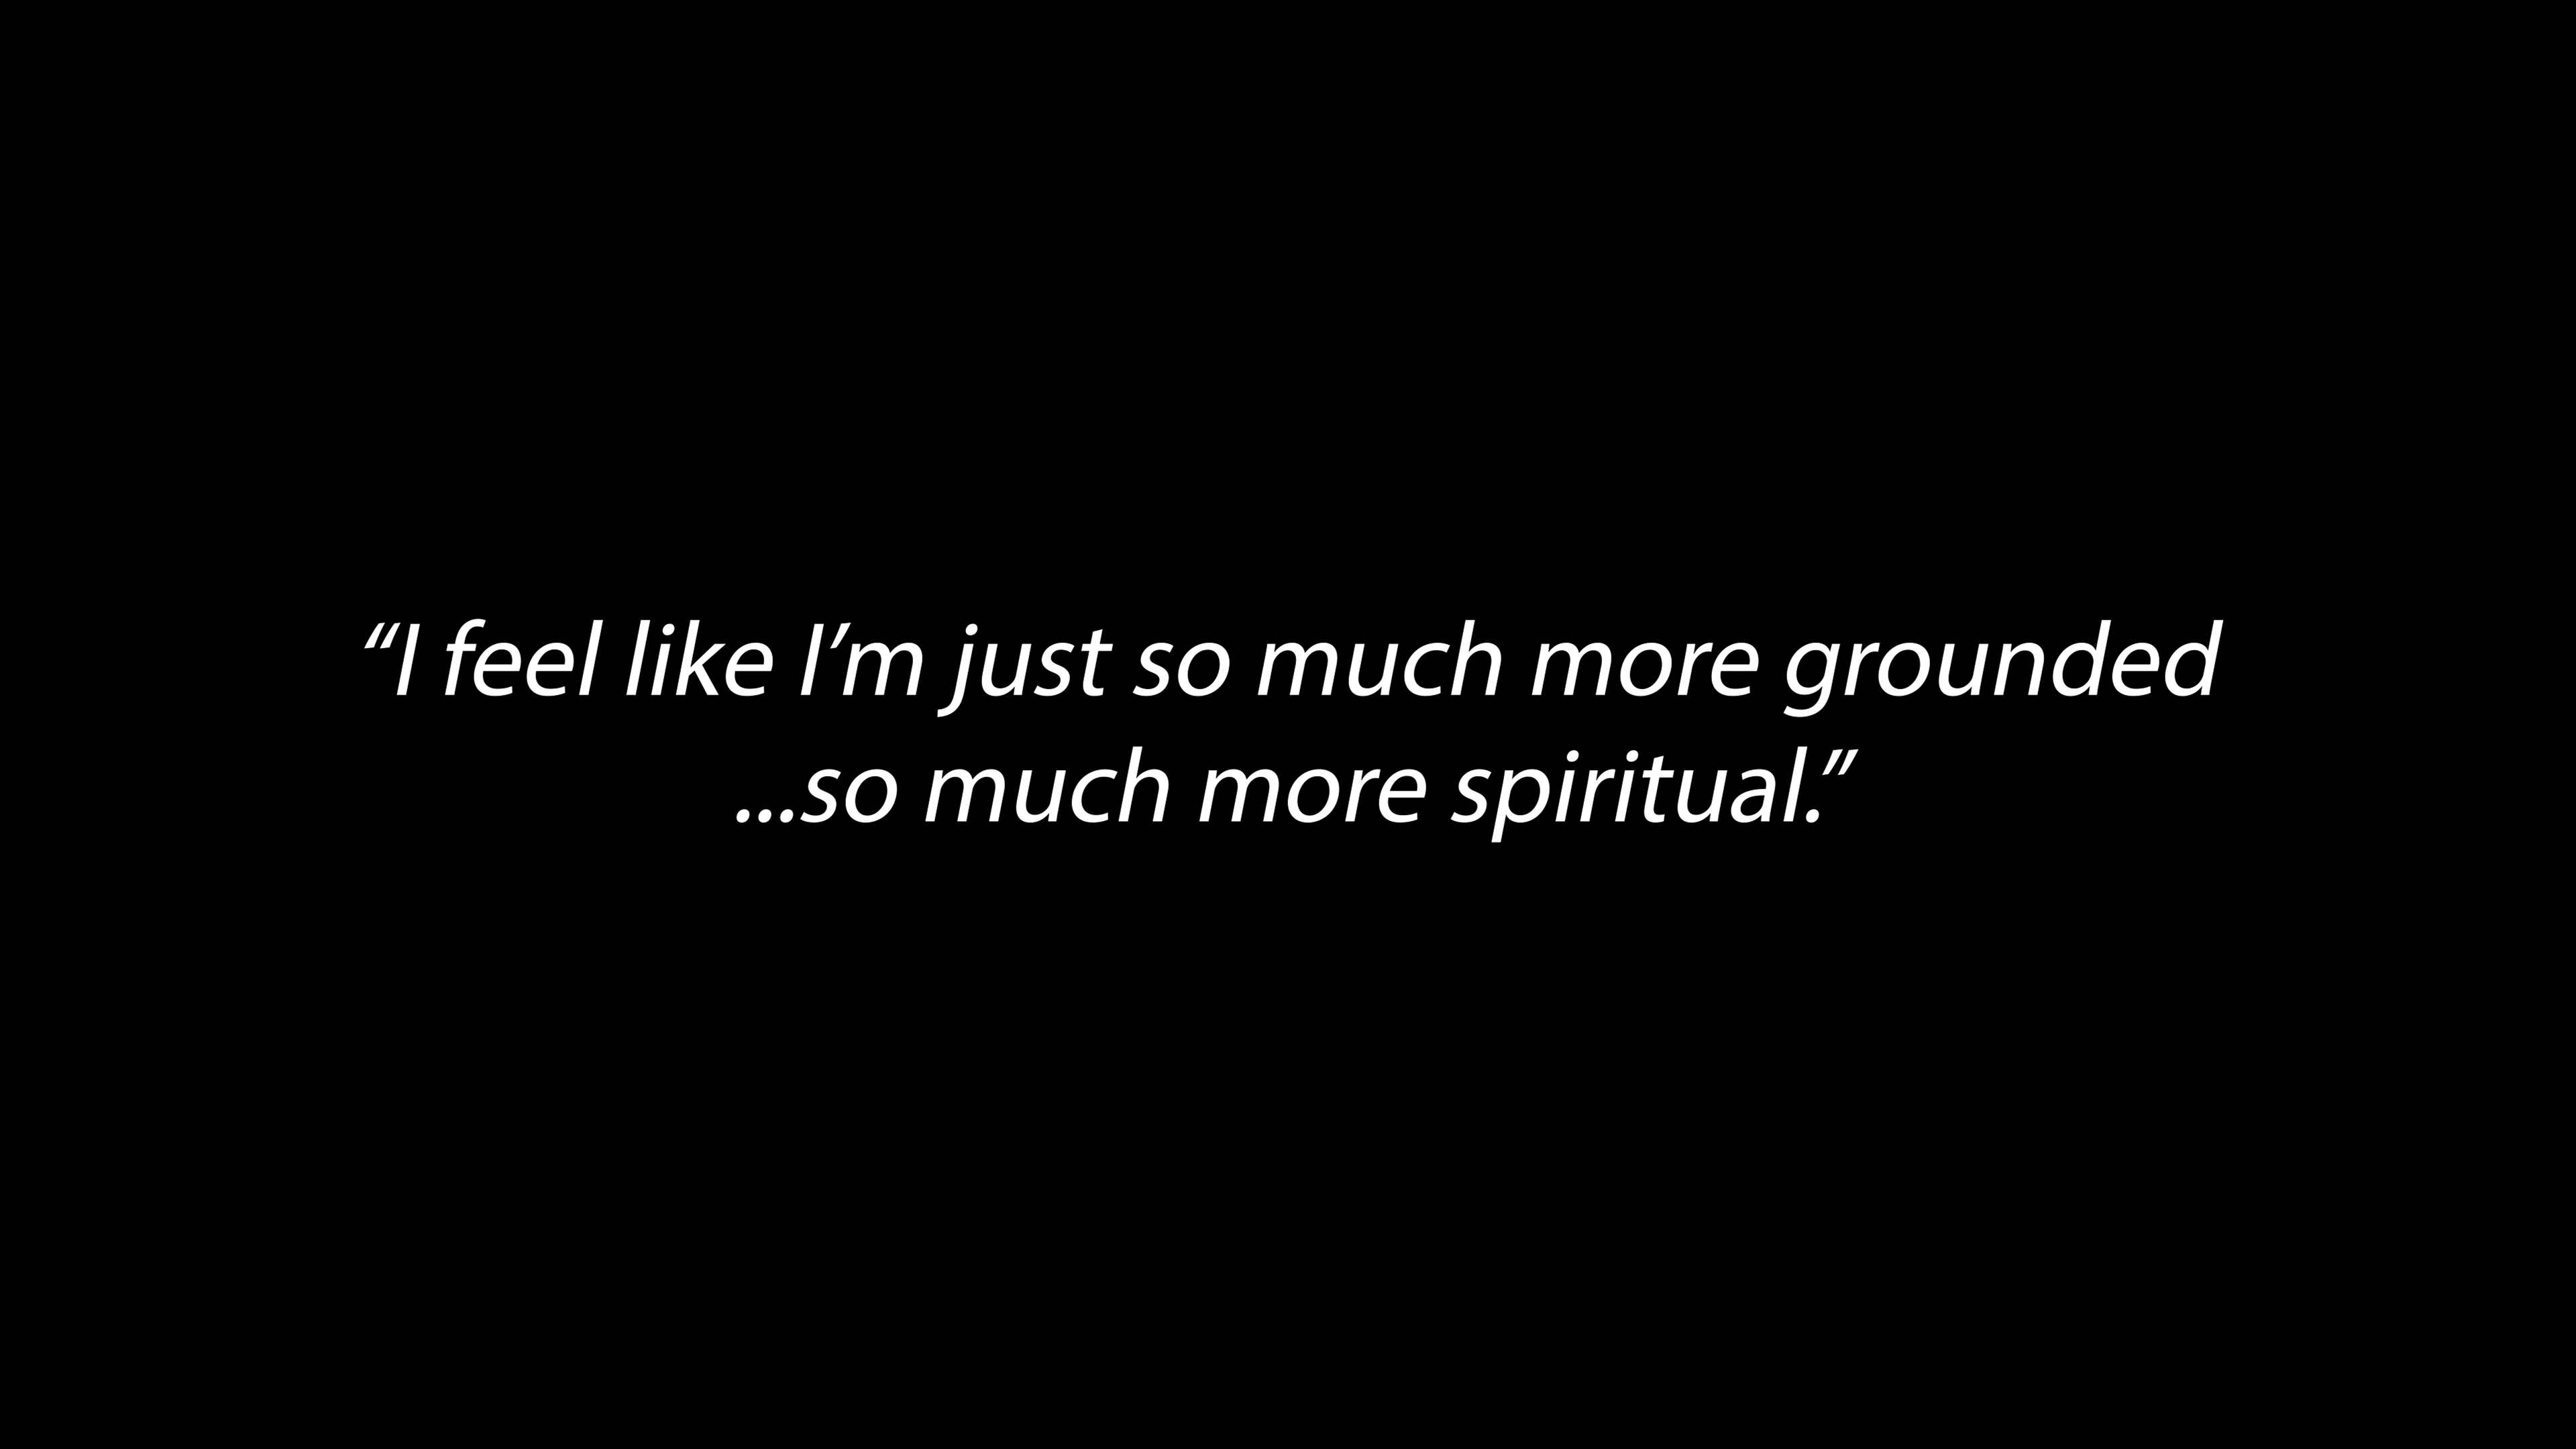 “I feel like I’m just so much more grounded
...so much more spiritual.”